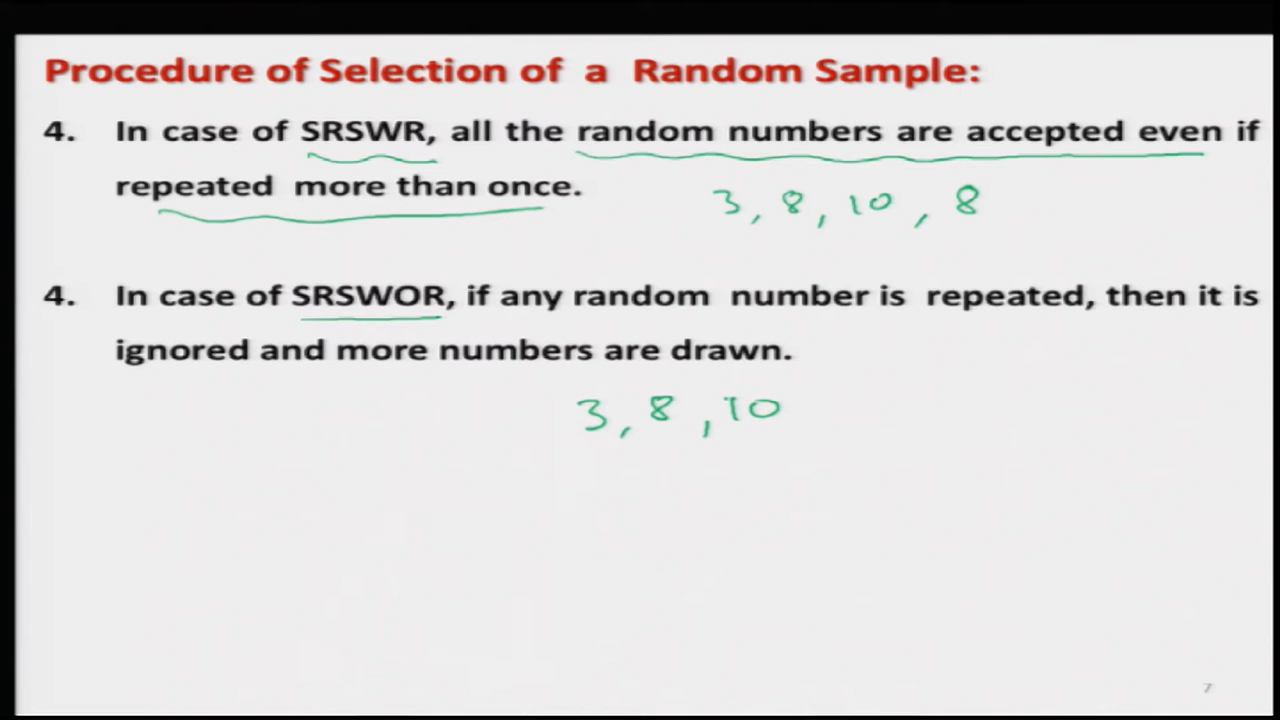 Procedure of Selection of a Random Sample:
4. In case of SRSWR, all the random numbers are accepted even if
repeated more than once.
3, 8, 10, 8
4. In case of SRSWOR, if any random number is repeated, then it is
ignored and more numbers are drawn.
3, 8, 10
7